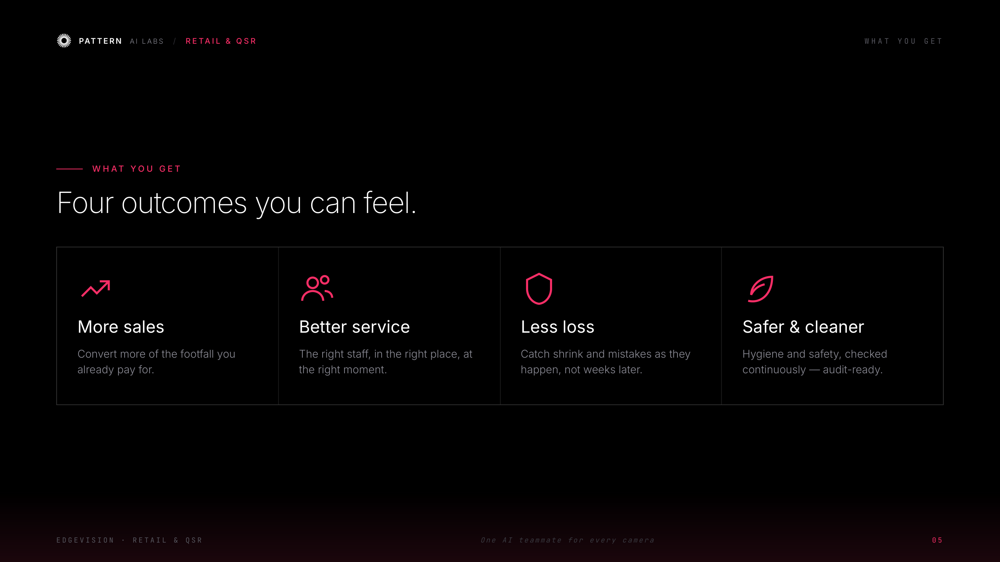 PATTERN AI LABS / RETAIL & QSR
WHAT YOU GET
WHAT YOU GET
Four outcomes you can feel.
More sales
Convert more of the footfall you
already pay for.
Better service
The right staff, in the right place, at
the right moment.
Less loss
Catch shrink and mistakes as they
happen, not weeks later.
Safer & cleaner
Hygiene and safety, checked
continuously — audit-ready.
EDGEVISION · RETAIL & QSR
One AI teammate for every camera
05